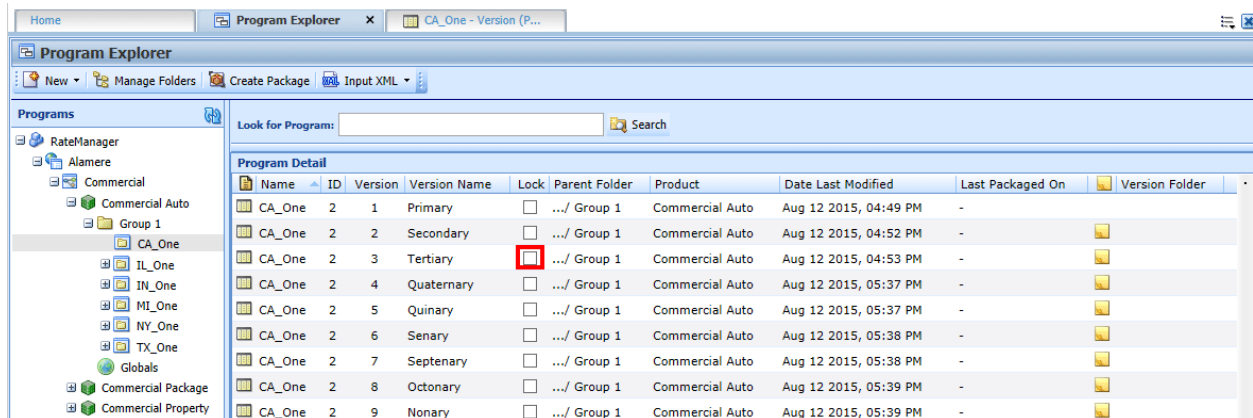 Home Program Explorer x CA_One - Version (P...
Program Explorer
New Manage Folders Create Package Input XML
Programs
Look for Program: Search
RateManager
Alamere
Commercial
Commercial Auto
Group 1
CA_One
IL_One
IN_One
MI_One
NY_One
TX_One
Globals
Commercial Package
Commercial Property
Program Detail
Name ID Version Version Name Lock Parent Folder Product Date Last Modified Last Packaged On Version Folder
CA_One 2 1 Primary .../ Group 1 Commercial Auto Aug 12 2015, 04:49 PM -
CA_One 2 2 Secondary .../ Group 1 Commercial Auto Aug 12 2015, 04:52 PM -
CA_One 2 3 Tertiary .../ Group 1 Commercial Auto Aug 12 2015, 04:53 PM -
CA_One 2 4 Quaternary .../ Group 1 Commercial Auto Aug 12 2015, 05:37 PM -
CA_One 2 5 Quinary .../ Group 1 Commercial Auto Aug 12 2015, 05:37 PM -
CA_One 2 6 Senary .../ Group 1 Commercial Auto Aug 12 2015, 05:38 PM -
CA_One 2 7 Septenary .../ Group 1 Commercial Auto Aug 12 2015, 05:38 PM -
CA_One 2 8 Octonary .../ Group 1 Commercial Auto Aug 12 2015, 05:39 PM -
CA_One 2 9 Nonary .../ Group 1 Commercial Auto Aug 12 2015, 05:39 PM -